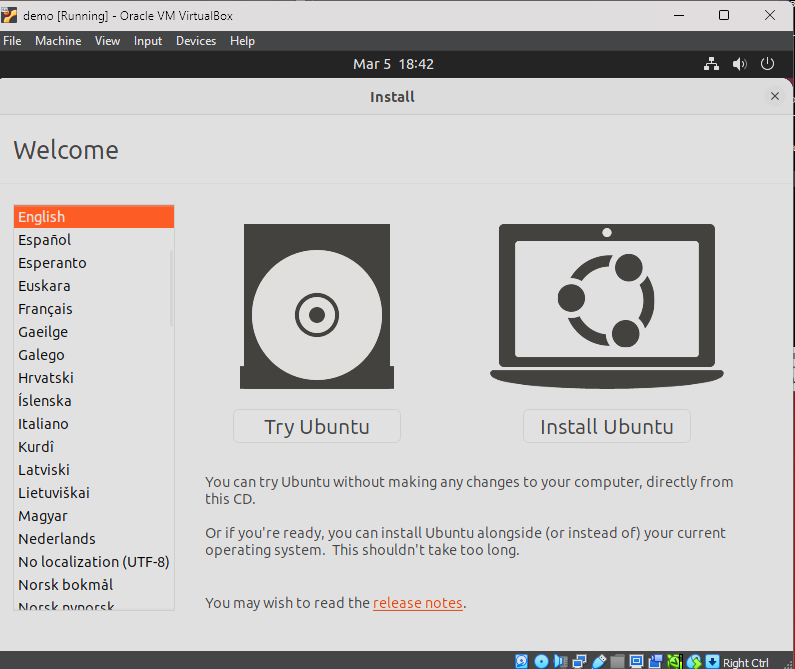 demo [Running] - Oracle VM VirtualBox
File Machine View Input Devices Help
Mar 5 18:42
Install
Welcome
English
Español
Esperanto
Euskara
Français
Gaeilge
Galego
Hrvatski
Íslenska
Italiano
Kurdî
Latviski
Lietuviškai
Magyar
Nederlands
No localization (UTF-8)
Norsk bokmål
Norsk nynorsk
Try Ubuntu
Install Ubuntu
You can try Ubuntu without making any changes to your computer, directly from
this CD.
Or if you're ready, you can install Ubuntu alongside (or instead of) your current
operating system. This shouldn't take too long.
You may wish to read the release notes.
Right Ctrl